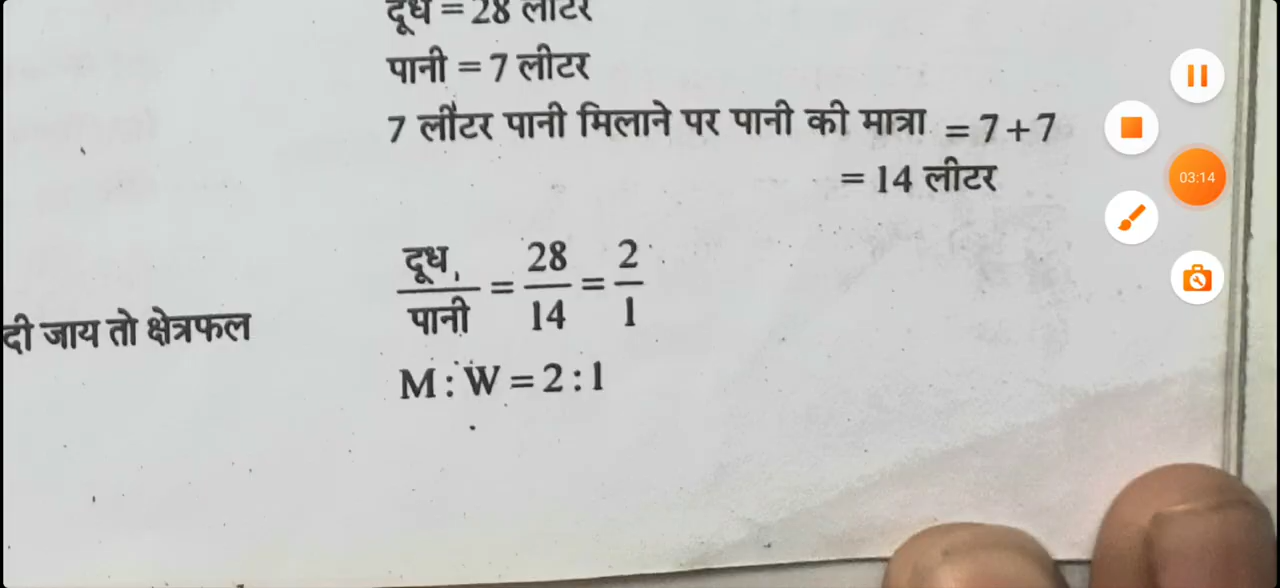 दूध = 28 लीटर
पानी = 7 लीटर
7 लीटर पानी मिलाने पर पानी की मात्रा = 7 + 7
= 14 लीटर
दूध / पानी = 28 / 14 = 2 / 1
दी जाय तो क्षेत्रफल
M : W = 2 : 1
03:14